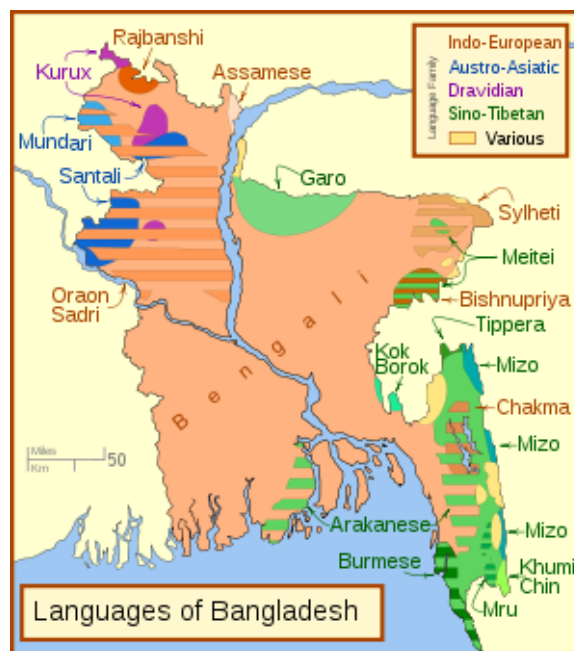 Rajbanshi
Kurux
Assamese
Language Family
Indo-European
Austro-Asiatic
Dravidian
Sino-Tibetan
Various
Mundari
Santali
Garo
Sylheti
Meitei
Oraon
Sadri
Bishnupriya
Tippera
Bengali
Kok
Borok
Mizo
Chakma
Mizo
Miles
Km
50
Arakanese
Mizo
Burmese
Khumi
Chin
Mru
Languages of Bangladesh